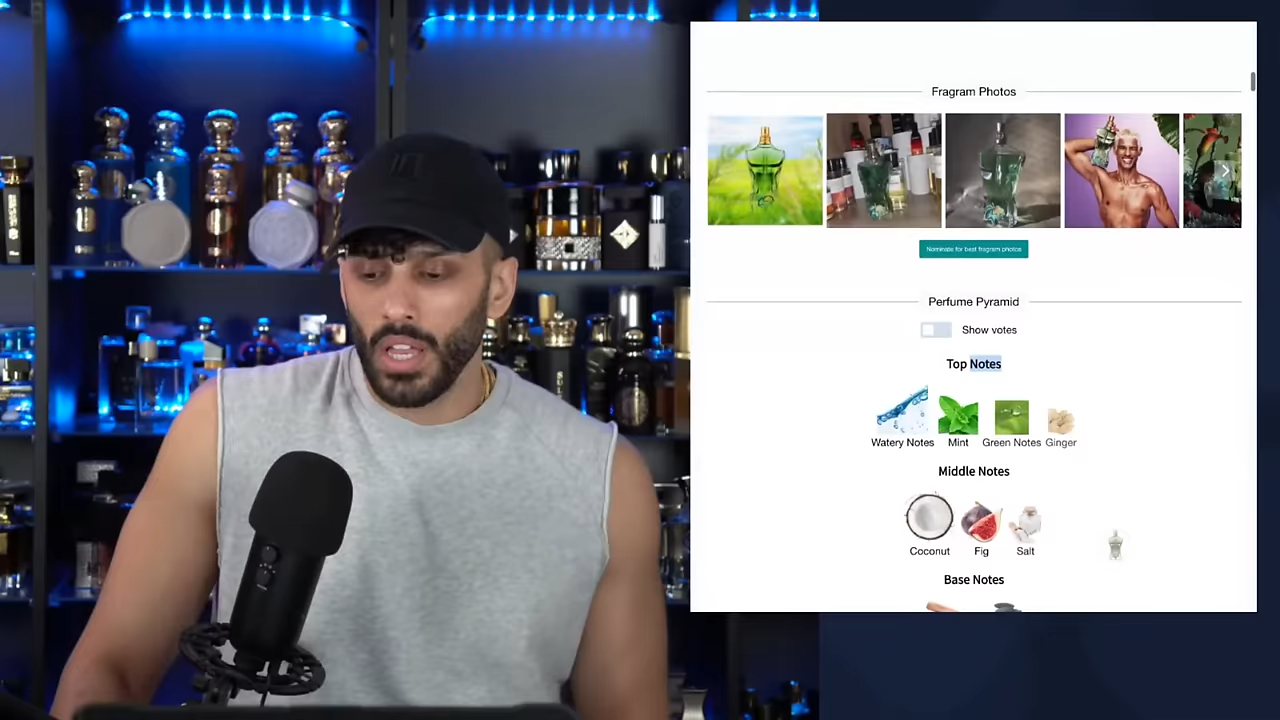 Fragram Photos
Nominate for best fragram photos
Perfume Pyramid
Show votes
Top Notes
Watery Notes Mint Green Notes Ginger
Middle Notes
Coconut Fig Salt
Base Notes